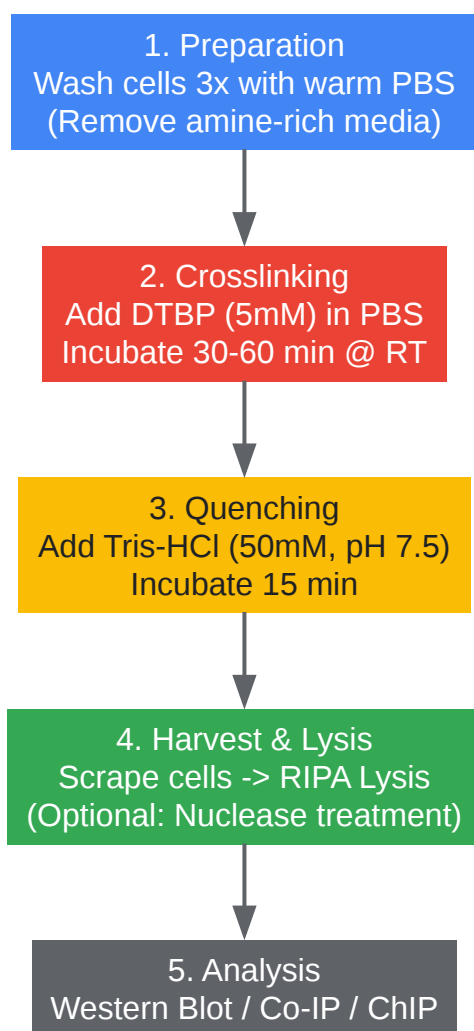 1. Preparation
Wash cells 3x with warm PBS
(Remove amine-rich media)
2. Crosslinking
Add DTBP (5mM) in PBS
Incubate 30-60 min @ RT
3. Quenching
Add Tris-HCl (50mM, pH 7.5)
Incubate 15 min
4. Harvest & Lysis
Scrape cells -> RIPA Lysis
(Optional: Nuclease treatment)
5. Analysis
Western Blot / Co-IP / ChIP